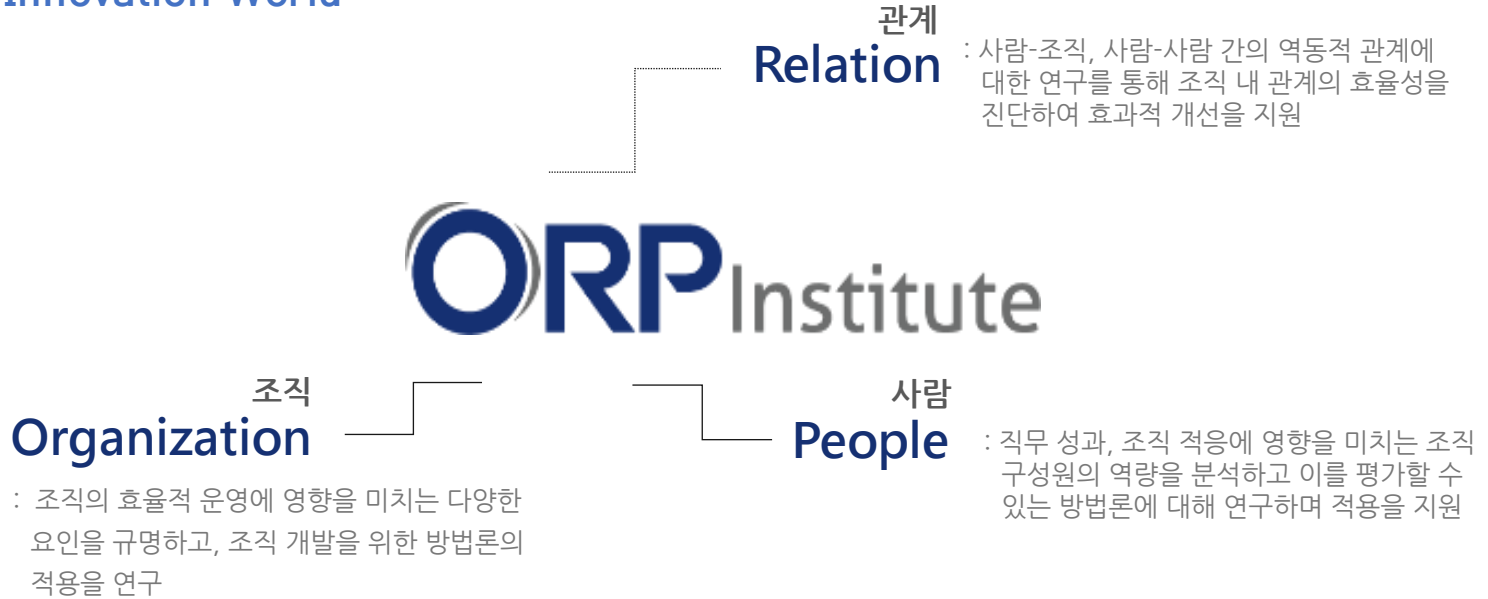 Innovation World
관계
Relation
: 사람-조직, 사람-사람 간의 역동적 관계에
대한 연구를 통해 조직 내 관계의 효율성을
진단하여 효과적 개선을 지원
ORP Institute
조직
Organization
: 조직의 효율적 운영에 영향을 미치는 다양한
요인을 규명하고, 조직 개발을 위한 방법론의
적용을 연구
사람
People
: 직무 성과, 조직 적응에 영향을 미치는 조직
구성원의 역량을 분석하고 이를 평가할 수
있는 방법론에 대해 연구하며 적용을 지원